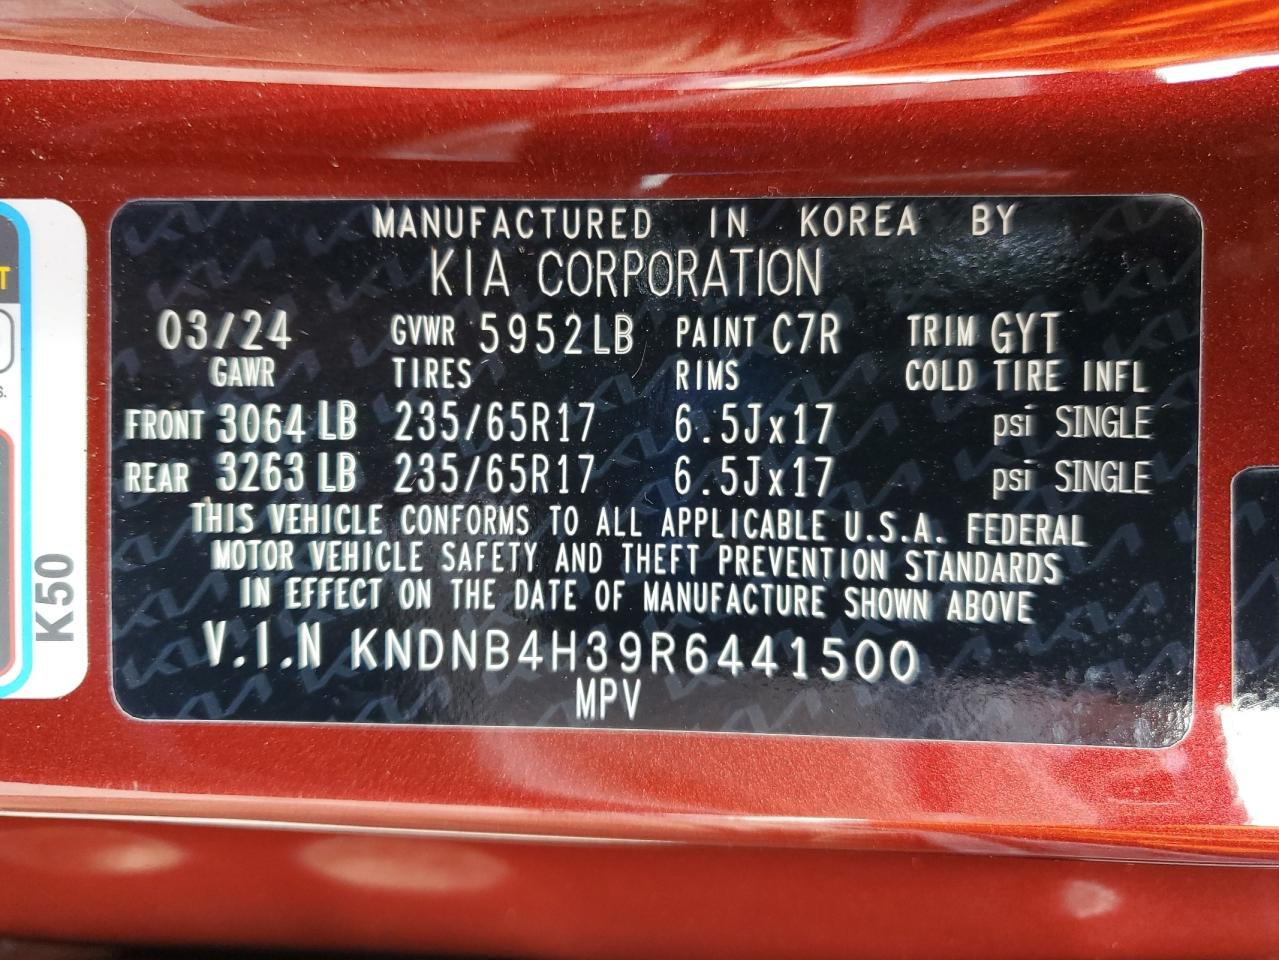 MANUFACTURED IN KOREA BY
KIA CORPORATION
03/24 GVWR 5952LB PAINT C7R TRIM GYT
GAWR TIRES RIMS COLD TIRE INFL
FRONT 3064 LB 235/65R17 6.5Jx17 psi SINGLE
REAR 3263 LB 235/65R17 6.5Jx17 psi SINGLE
THIS VEHICLE CONFORMS TO ALL APPLICABLE U.S.A. FEDERAL
MOTOR VEHICLE SAFETY AND THEFT PREVENTION STANDARDS
IN EFFECT ON THE DATE OF MANUFACTURE SHOWN ABOVE
V.I.N KNDNB4H39R6441500
MPV
K50